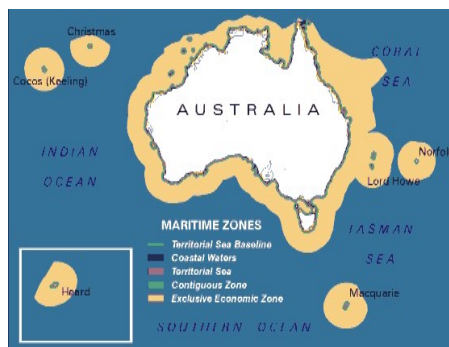 Christmas
CORAL
SEA
Cocos (Keeling)
AUSTRALIA
INDIAN
OCEAN
Norfol
Lord Howe
MARITIME ZONES
Territorial Sea Baseline
Coastal Waters
Territorial Sea
Contiguous Zone
Exclusive Economic Zone
TASMAN
SEA
Heard
Macquarie
SOUTHERN OCEAN